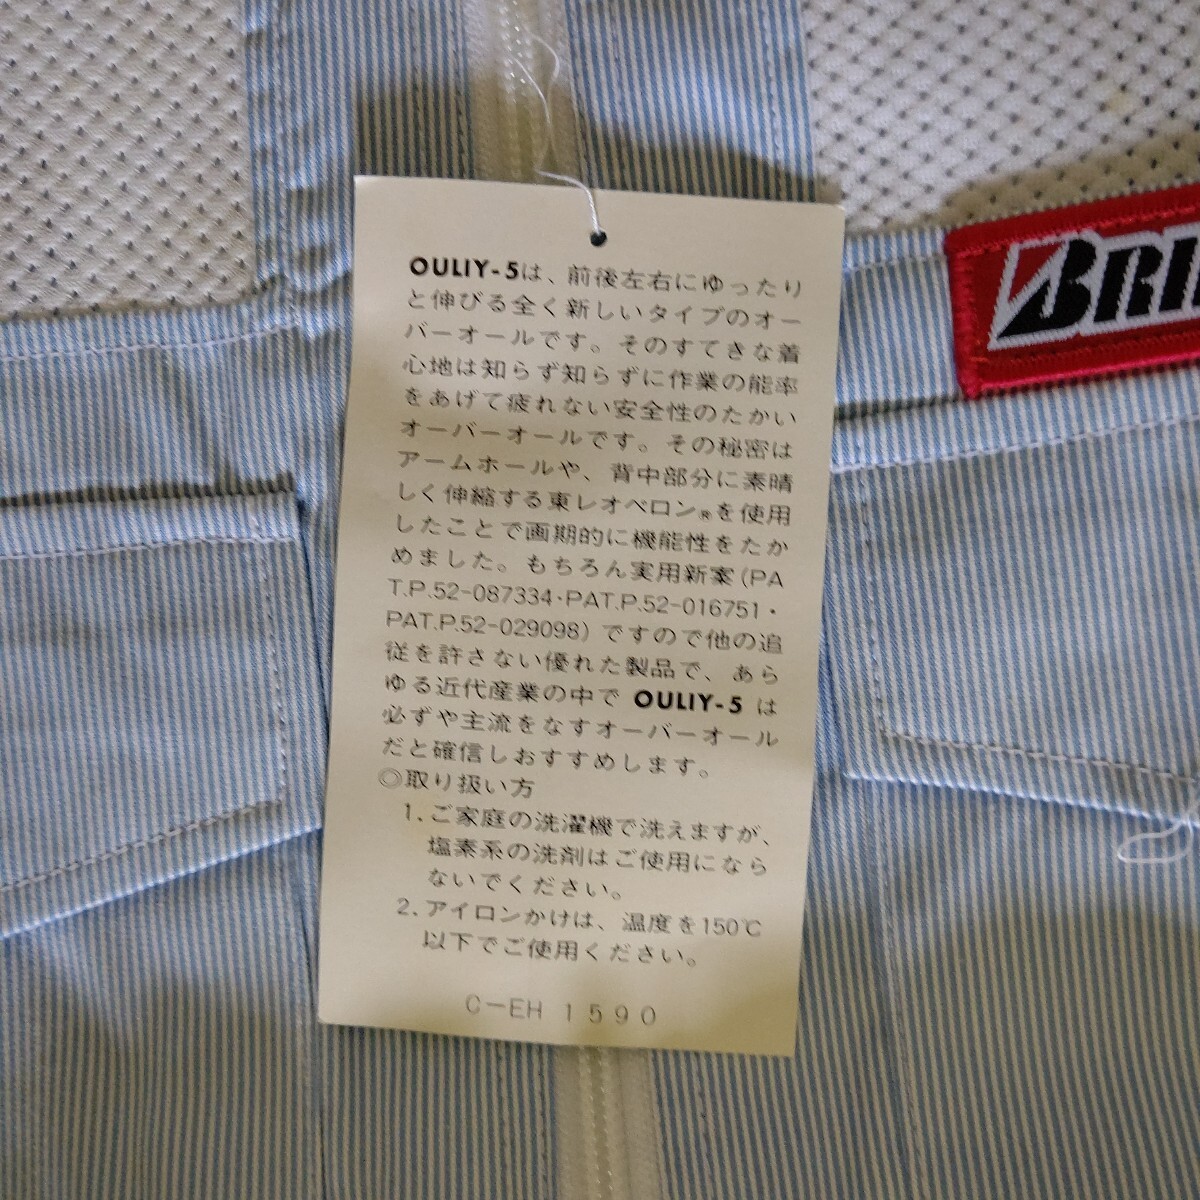 OULIY-5は、前後左右にゆったり
と伸びる全く新しいタイプのオー
バーオールです。そのすてきな着
心地は知らず知らずに作業の能率
をあげて疲れない安全性のたかい
オーバーオールです。その秘密は
アームホールや、背中部分に素晴
しく伸縮する東レオペロン®を使用
したことで画期的に機能性をたか
めました。もちろん実用新案(PA
T.P.52-087334・PAT.P.52-016751・
PAT.P.52-029098)ですので他の追
従を許さない優れた製品で、あら
ゆる近代産業の中で OULIY-5 は
必ずや主流をなすオーバーオール
だと確信しおすすめします。
◎取り扱い方
1. ご家庭の洗濯機で洗えますが、
塩素系の洗剤はご使用になら
ないでください。
2. アイロンかけは、温度を150℃
以下でご使用ください。
C-EH 1590
BRI